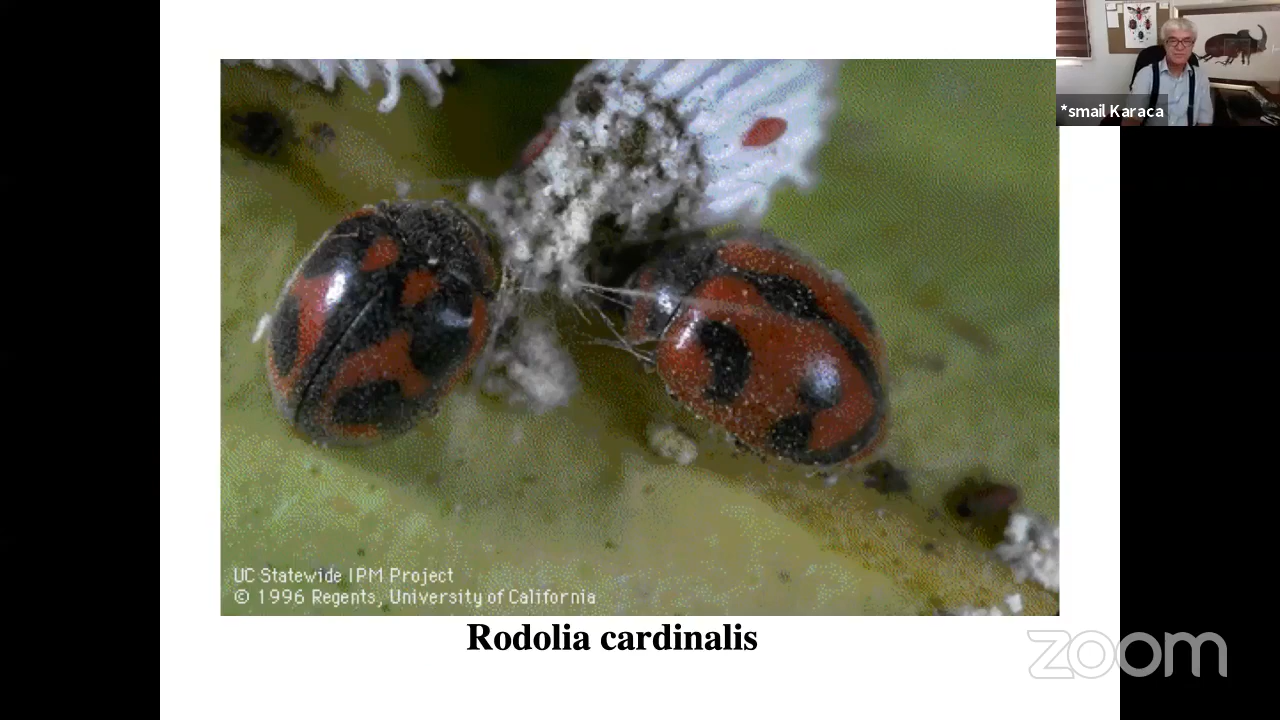 *smail Karaca
UC Statewide IPM Project
© 1996 Regents, University of California
Rodolia cardinalis
zoom